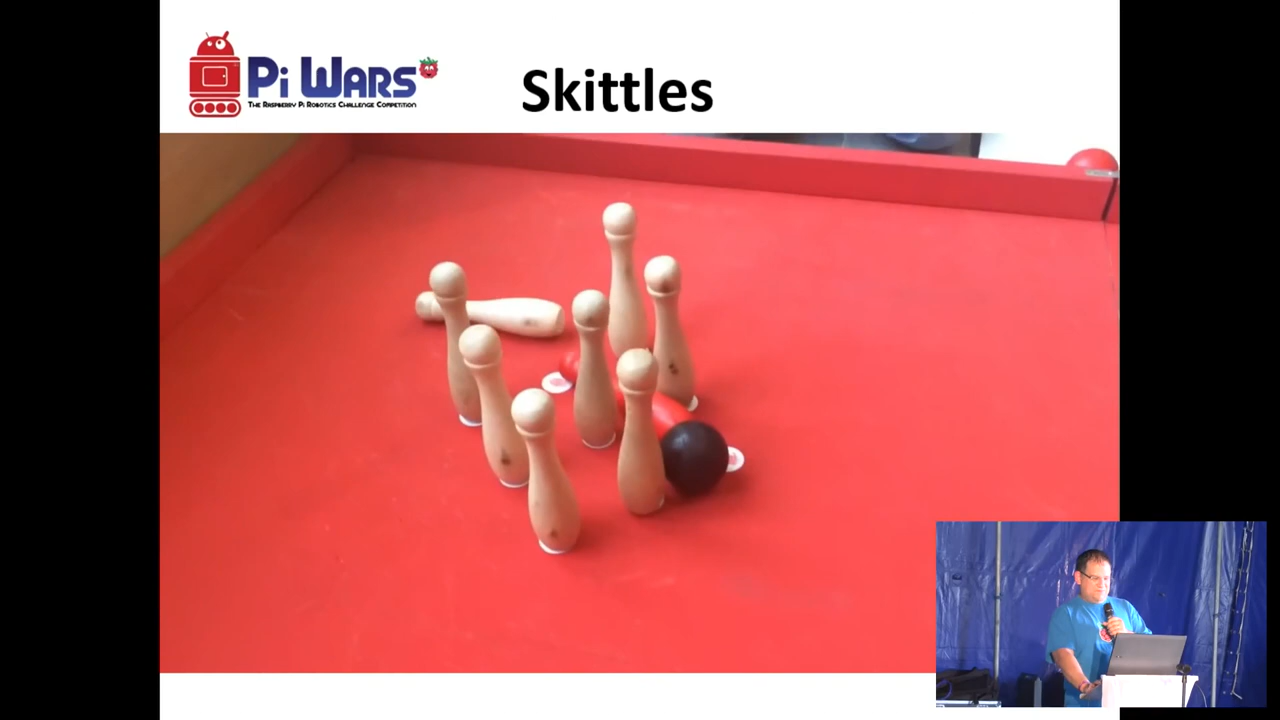 Pi Wars
The Raspberry Pi Robotics Challenge Competition
Skittles